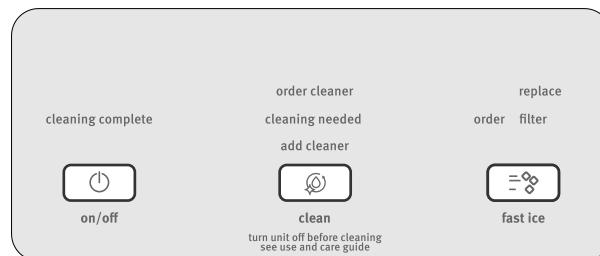 order cleaner
replace
cleaning complete
cleaning needed
order filter
add cleaner
on/off
clean
fast ice
turn unit off before cleaning
see use and care guide